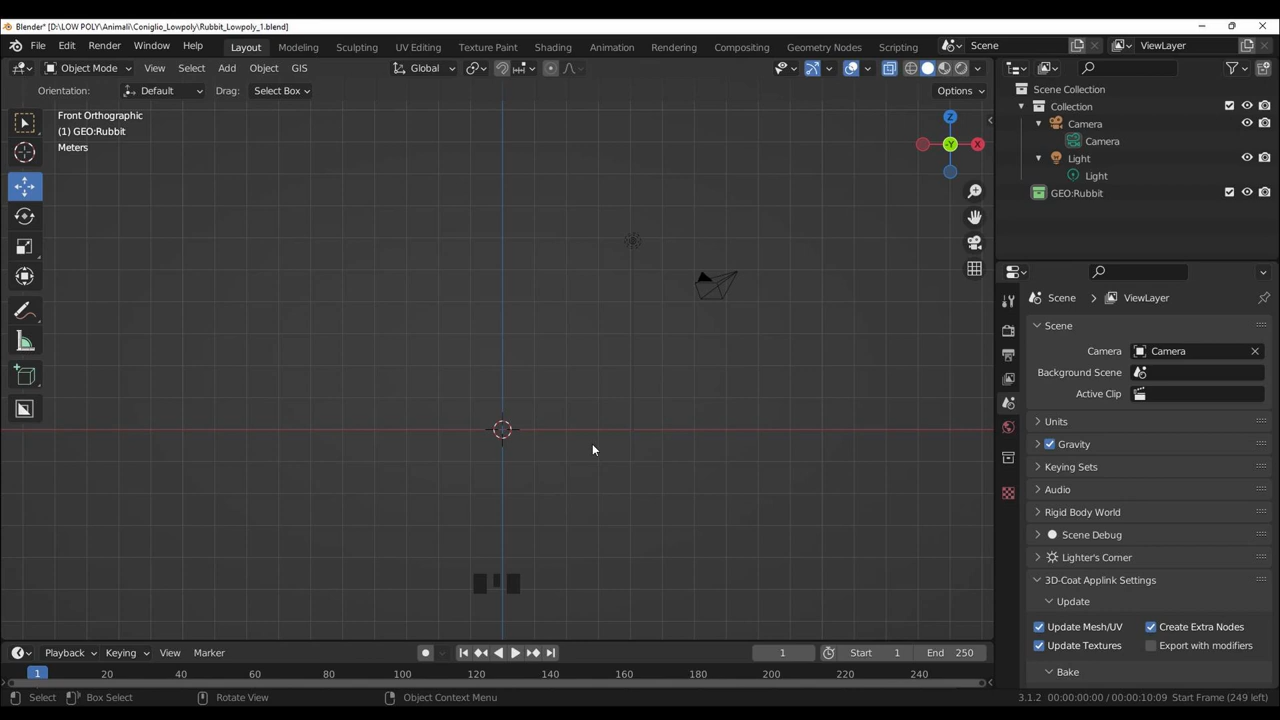 Blender* [D:\LOW POLY\Animali\Coniglio_Lowpoly\Rubbit_Lowpoly_1.blend]
File Edit Render Window Help Layout Modeling Sculpting UV Editing Texture Paint Shading Animation Rendering Compositing Geometry Nodes Scripting Scene ViewLayer
Object Mode View Select Add Object GIS Global
Orientation: Default Drag: Select Box Options
Front Orthographic
(1) GEO:Rubbit
Meters
Z
-Y
X
Scene Collection
Collection
Camera
Camera
Light
Light
GEO:Rubbit
Scene ViewLayer
Scene
Camera Camera
Background Scene
Active Clip
Units
Gravity
Keying Sets
Audio
Rigid Body World
Scene Debug
Lighter's Corner
3D-Coat Applink Settings
Update
Update Mesh/UV Create Extra Nodes
Update Textures Export with modifiers
Bake
Playback Keying View Marker 1 Start 1 End 250
1 20 40 60 80 100 120 140 160 180 200 220 240
Select Box Select Rotate View Object Context Menu 3.1.2 00:00:00:00 / 00:00:10:09 Start Frame (249 left)